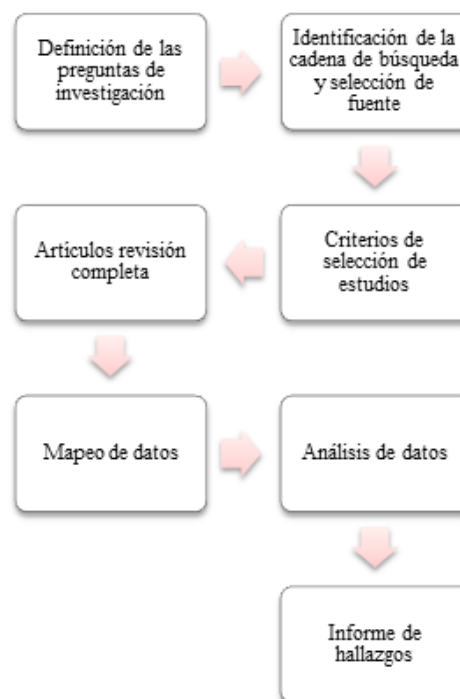 Definición de las
preguntas de
investigación
Identificación de la
cadena de búsqueda
y selección de
fuente
Criterios de
selección de
estudios
Artículos revisión
completa
Mapeo de datos
Análisis de datos
Informe de
hallazgos